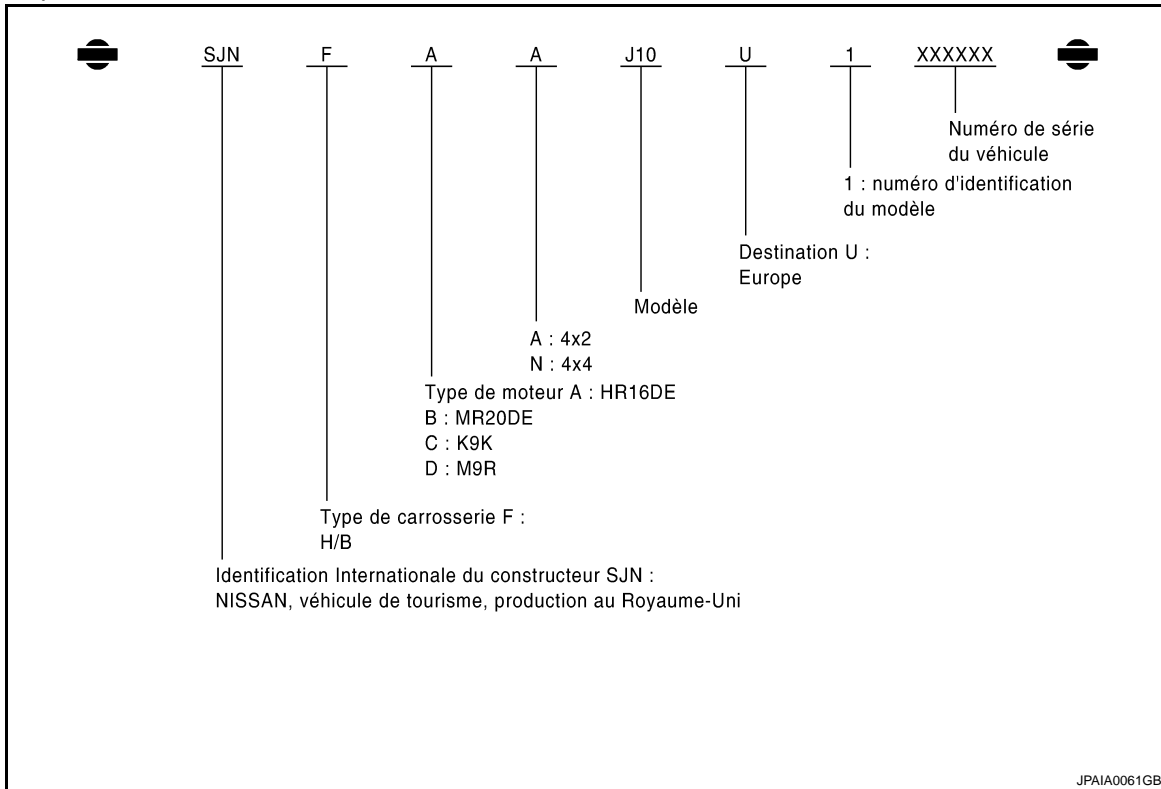 SJN F A A J10 U 1 XXXXXX
Numéro de série
du véhicule
1 : numéro d'identification
du modèle
Destination U :
Europe
Modèle
A : 4x2
N : 4x4
Type de moteur A : HR16DE
B : MR20DE
C : K9K
D : M9R
Type de carrosserie F :
H/B
Identification Internationale du constructeur SJN :
NISSAN, véhicule de tourisme, production au Royaume-Uni
JPAIA0061GB